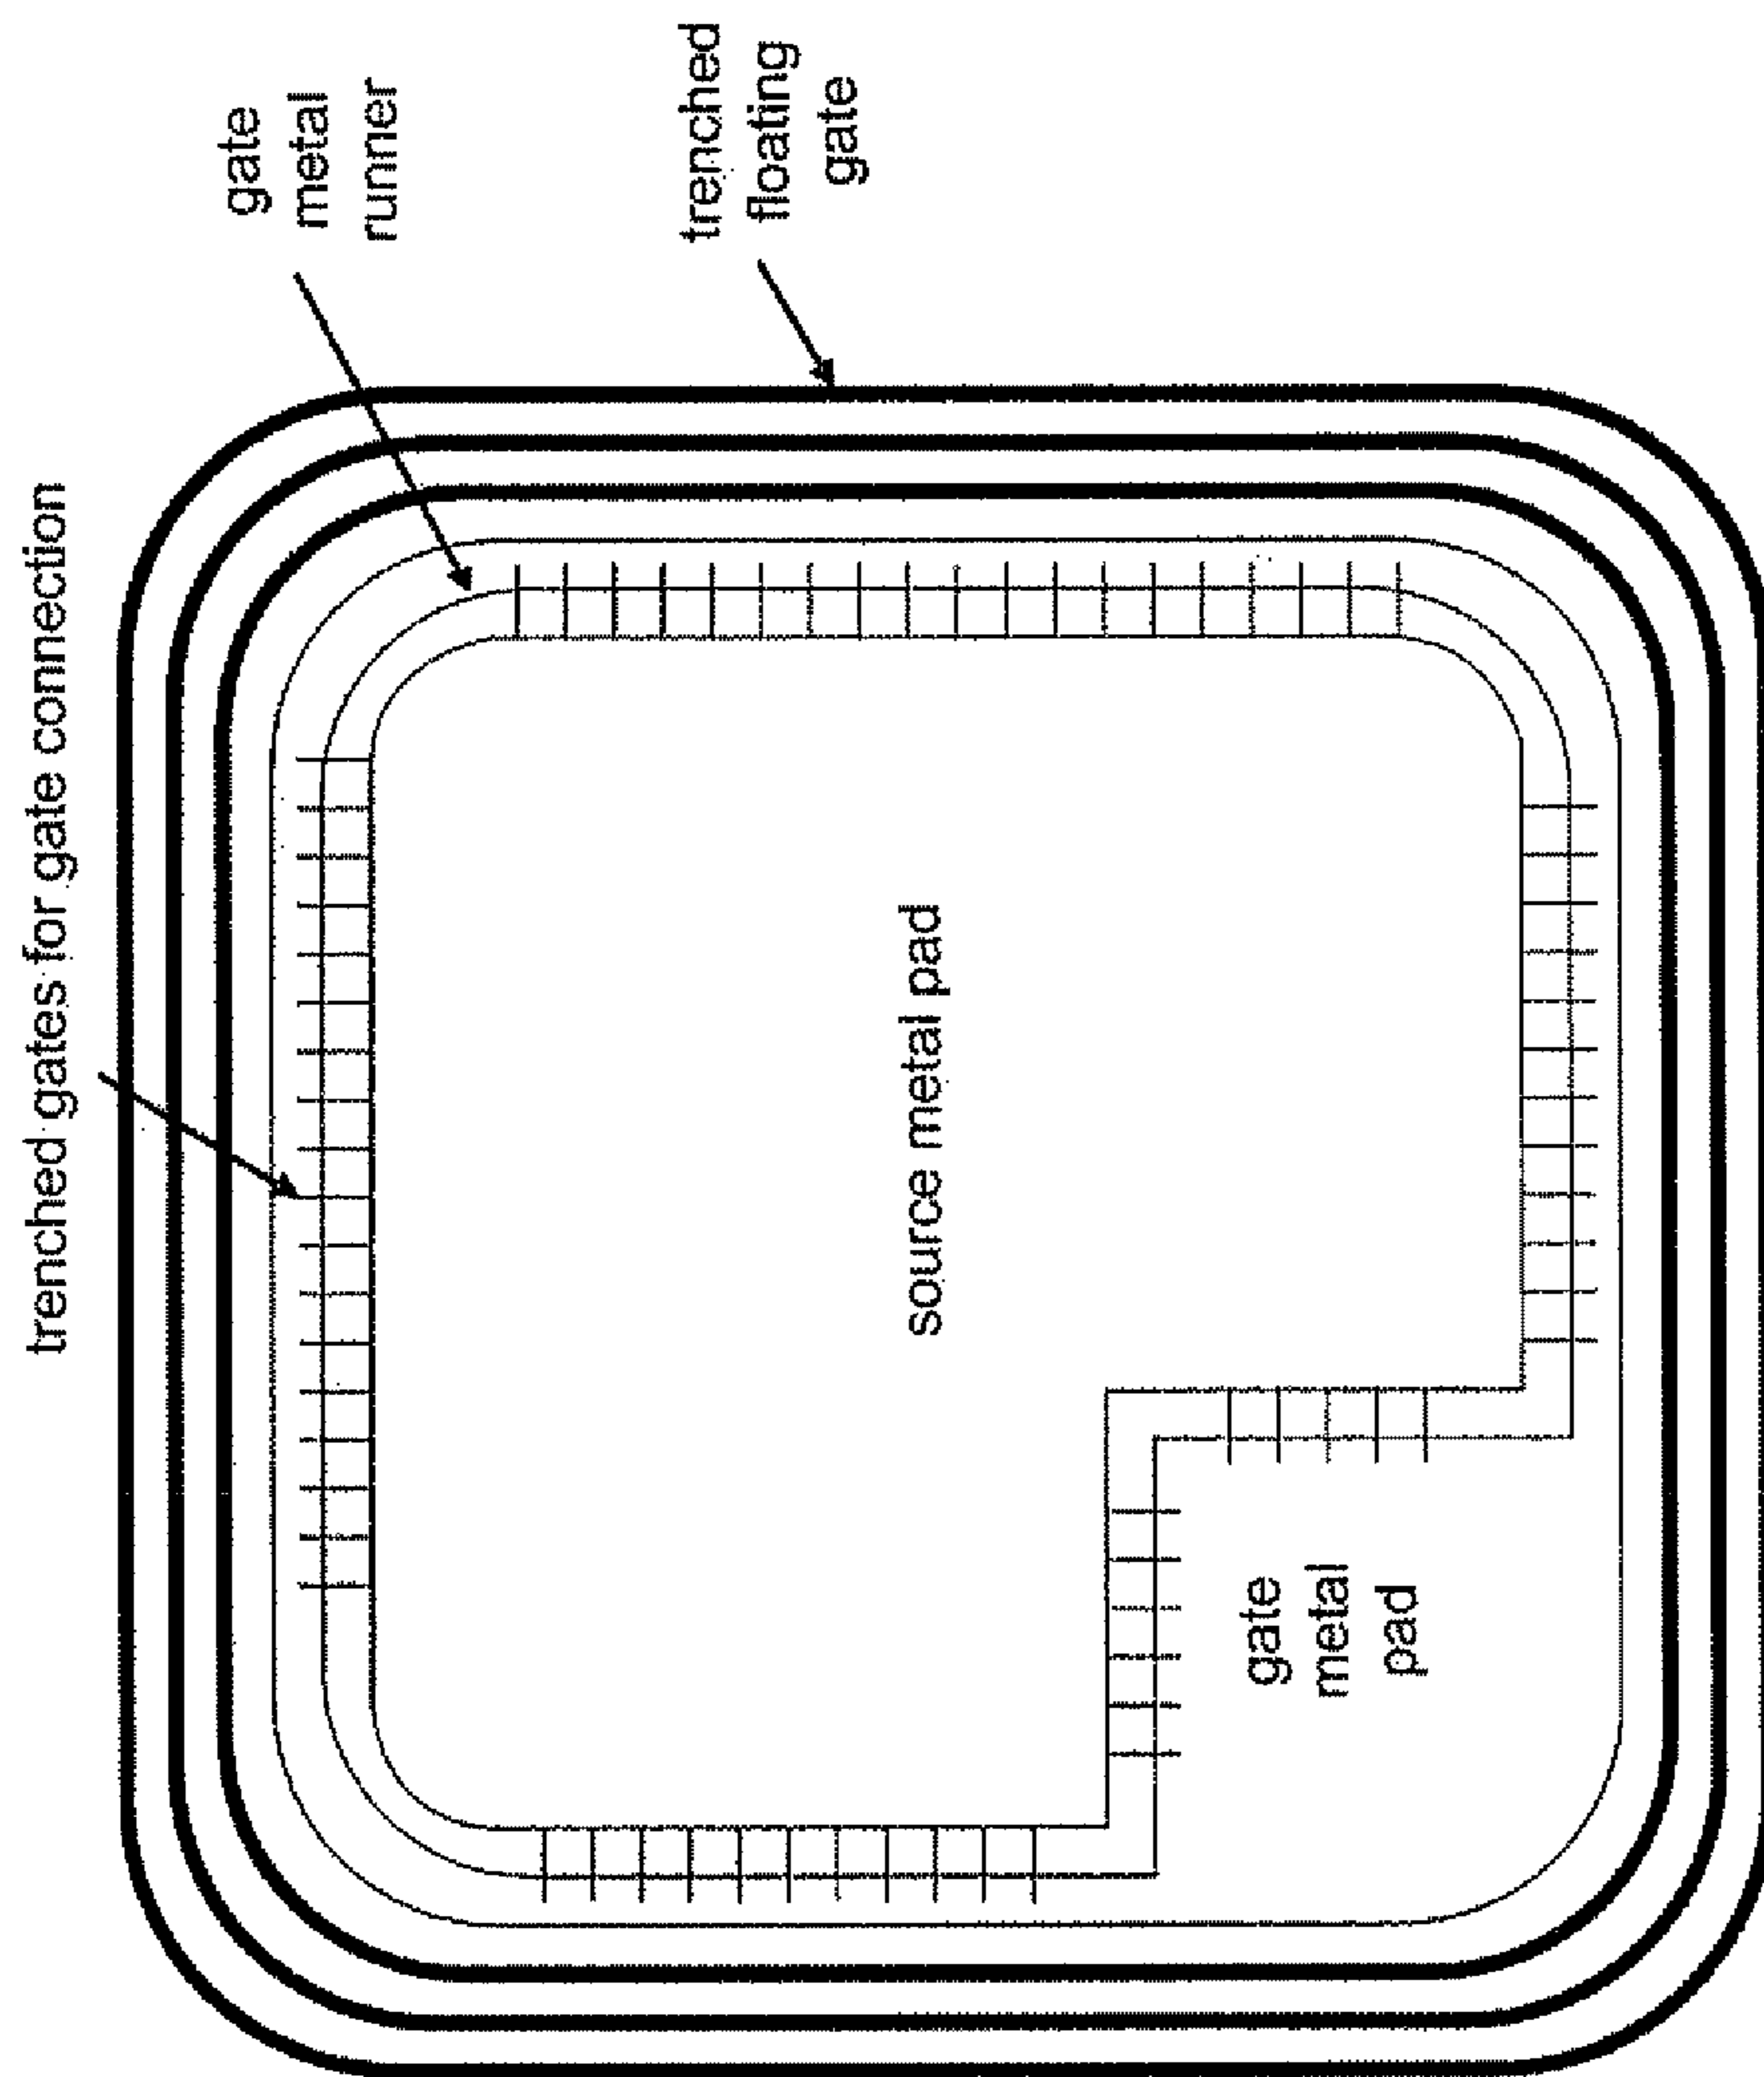 trenched gates for gate connection
gate
metal
runner
trenched
floating
gate
source metal pad
gate
metal
pad